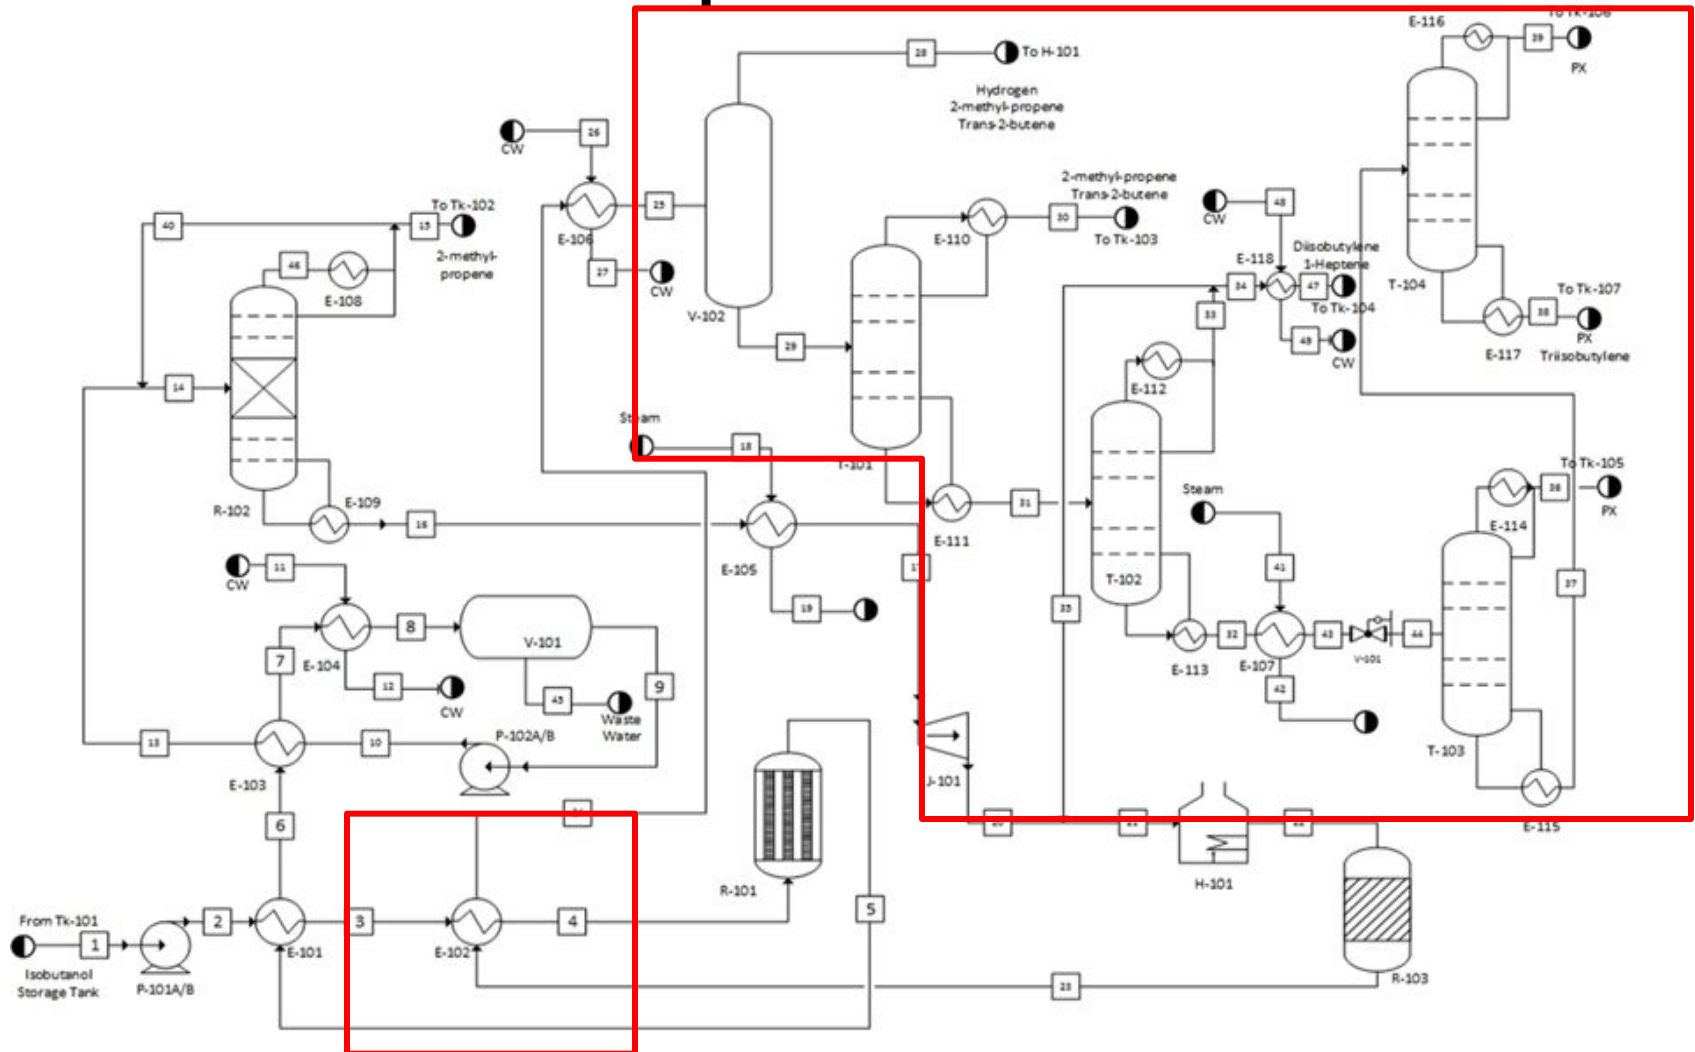 E-116
To Tk-106
39
PX
28
To H-101
Hydrogen
2-methyl-propene
Trans-2-butene
CW
26
25
E-106
27
CW
V-102
29
2-methyl-propene
Trans-2-butene
E-110
30
To Tk-103
T-101
E-111
31
40
To Tk-102
15
2-methyl-
propene
46
E-108
14
R-102
E-109
16
Steam
18
E-105
17
19
CW
48
E-118
Diisobutylene
1-Heptene
34
47
To Tk-104
33
49
CW
T-104
To Tk-107
38
PX
Triisobutylene
E-117
E-112
T-102
Steam
41
35
E-113
32
E-107
43
V-101
44
42
To Tk-105
36
PX
E-114
37
T-103
E-115
CW
11
E-104
8
V-101
7
12
CW
45
Waste
Water
9
13
E-103
10
P-102A/B
6
J-101
20
21
22
H-101
R-101
5
R-103
From Tk-101
1
Isobutanol
Storage Tank
P-101A/B
2
E-101
3
E-102
4
23